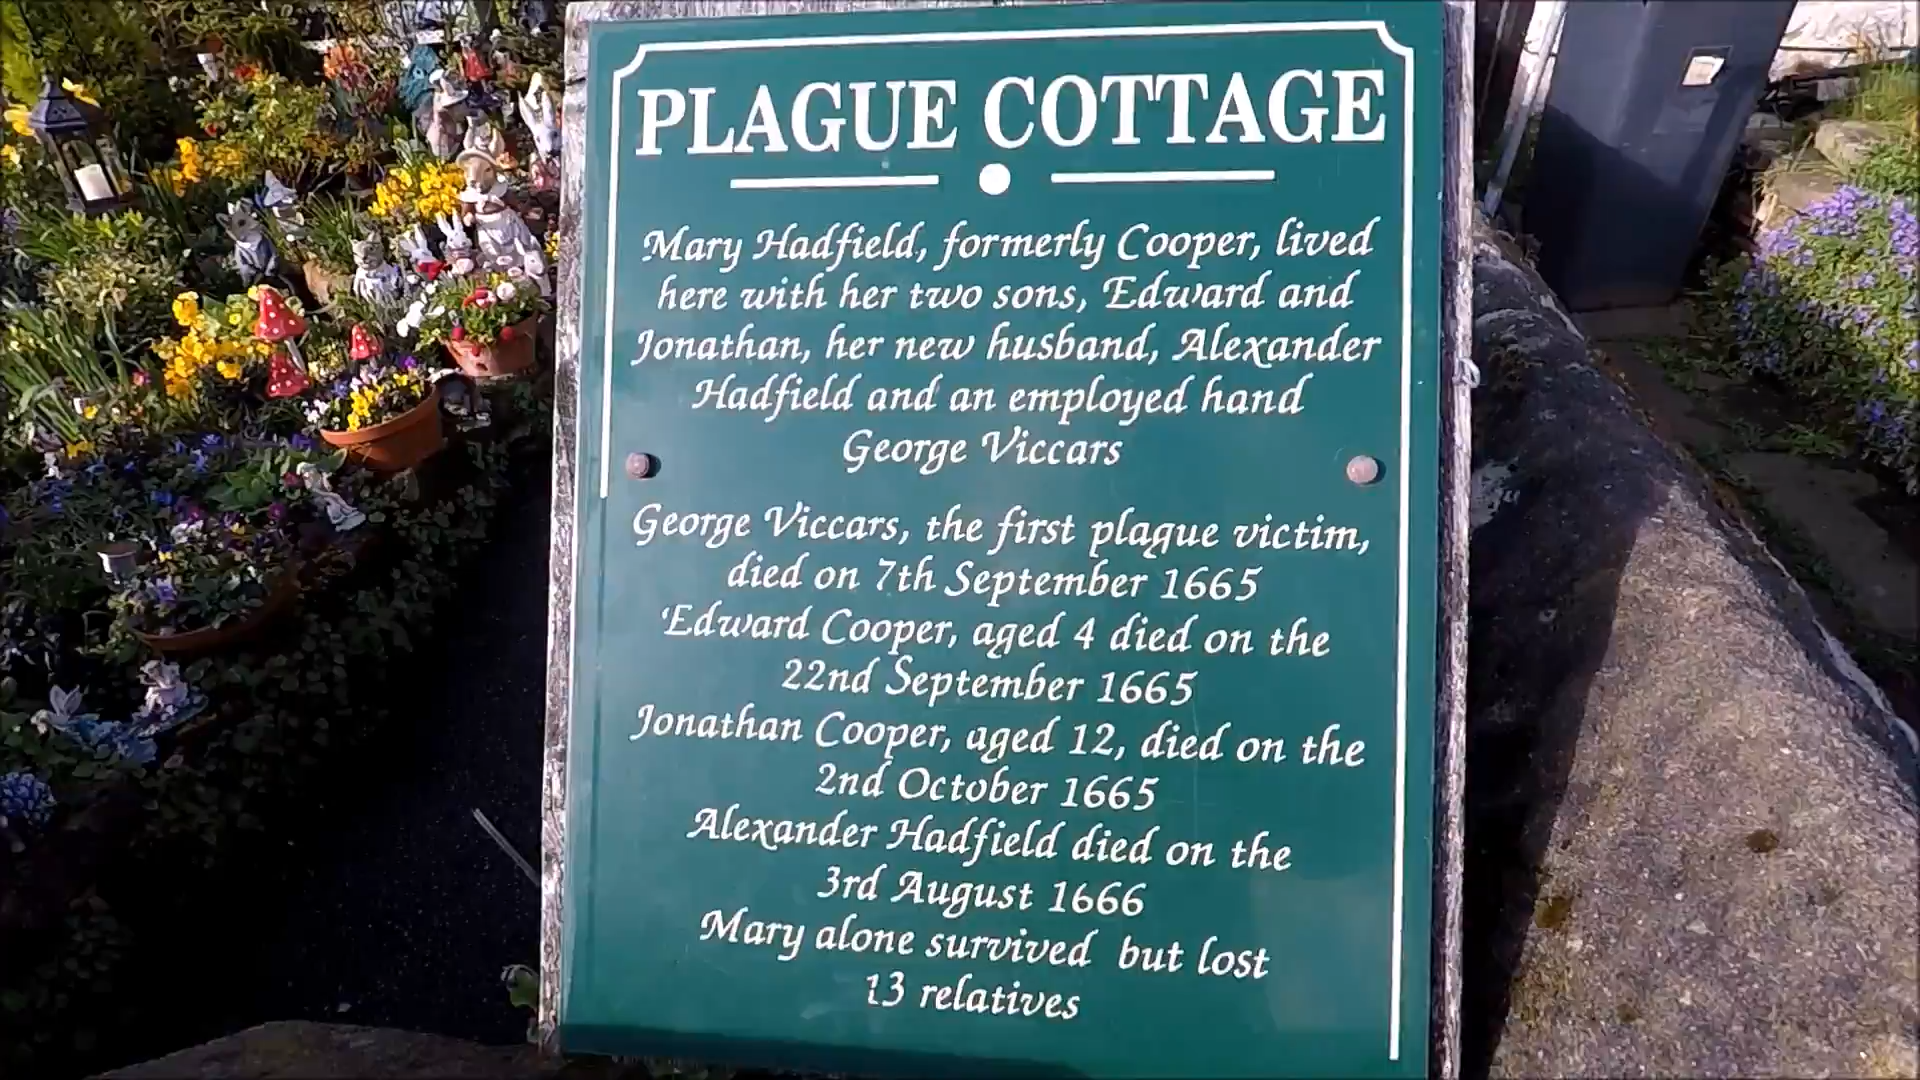 PLAGUE COTTAGE
Mary Hadfield, formerly Cooper, lived
here with her two sons, Edward and
Jonathan, her new husband, Alexander
Hadfield and an employed hand
George Viccars
George Viccars, the first plague victim,
died on 7th September 1665
'Edward Cooper, aged 4 died on the
22nd September 1665
Jonathan Cooper, aged 12, died on the
2nd October 1665
Alexander Hadfield died on the
3rd August 1666
Mary alone survived but lost
13 relatives